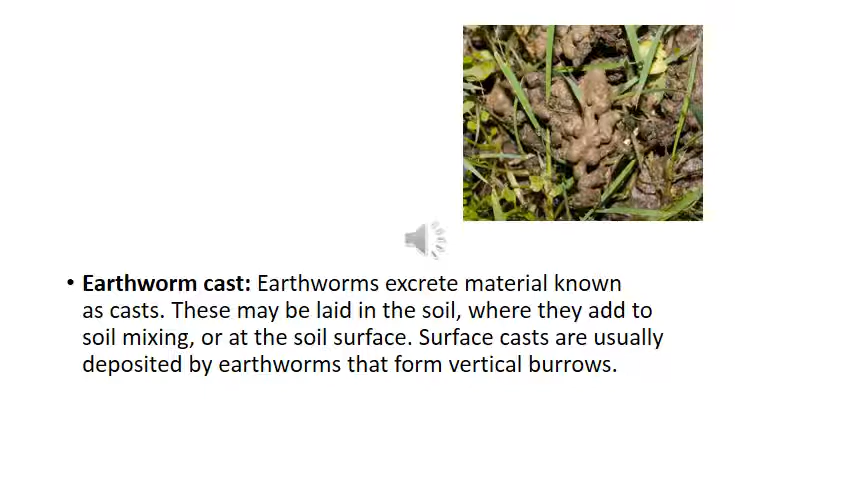 • Earthworm cast: Earthworms excrete material known
as casts. These may be laid in the soil, where they add to
soil mixing, or at the soil surface. Surface casts are usually
deposited by earthworms that form vertical burrows.